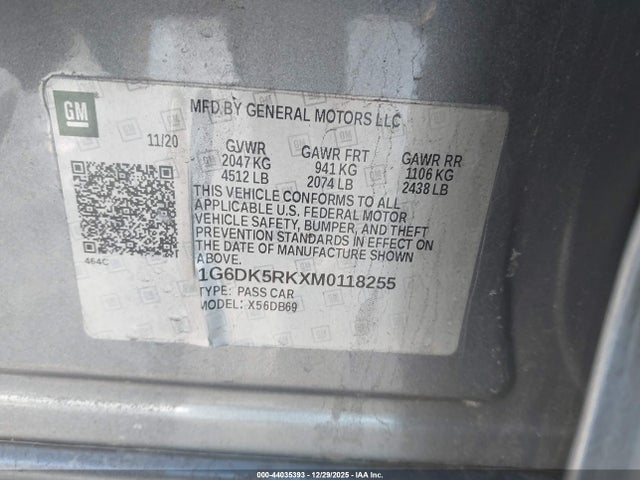 GM
MFD BY GENERAL MOTORS LLC
11/20
GVWR GAWR FRT GAWR RR
2047 KG 941 KG 1106 KG
4512 LB 2074 LB 2438 LB
THIS VEHICLE CONFORMS TO ALL
APPLICABLE U.S. FEDERAL MOTOR
VEHICLE SAFETY, BUMPER, AND THEFT
PREVENTION STANDARDS IN EFFECT
ON THE DATE OF MANUFACTURE SHOWN
ABOVE.
464C
1G6DK5RKXM0118255
TYPE: PASS CAR
MODEL: X56DB69
000-44035393 - 12/29/2025 - IAA Inc.